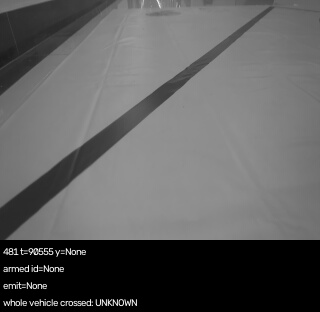 481 t=90555 y=None
armed id=None
emit=None
whole vehicle crossed: UNKNOWN